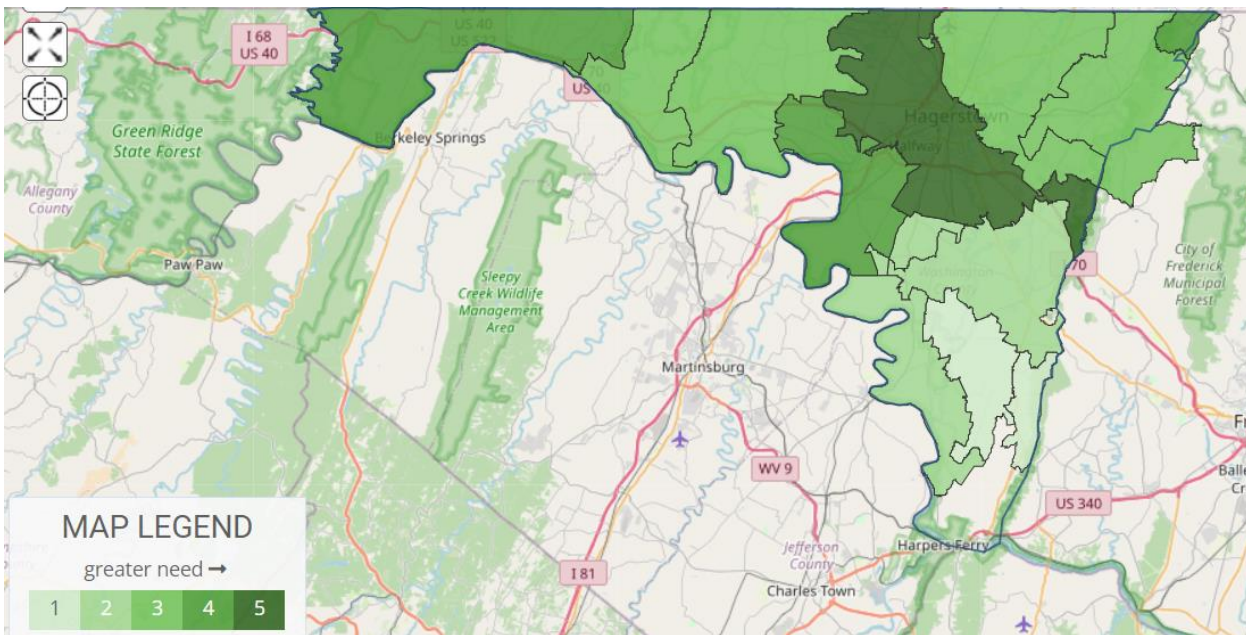 I 68
US 40
US 40
US 522
I 70
US 40
Green Ridge
State Forest
Berkeley Springs
Hagerstown
Halfway
Allegany
County
Paw Paw
Sleepy
Creek Wildlife
Management
Area
70
City of
Frederick
Municipal
Forest
Martinsburg
WV 9
US 340
Harpers Ferry
Jefferson
County
Charles Town
I 81
MAP LEGEND
greater need →
1 2 3 4 5